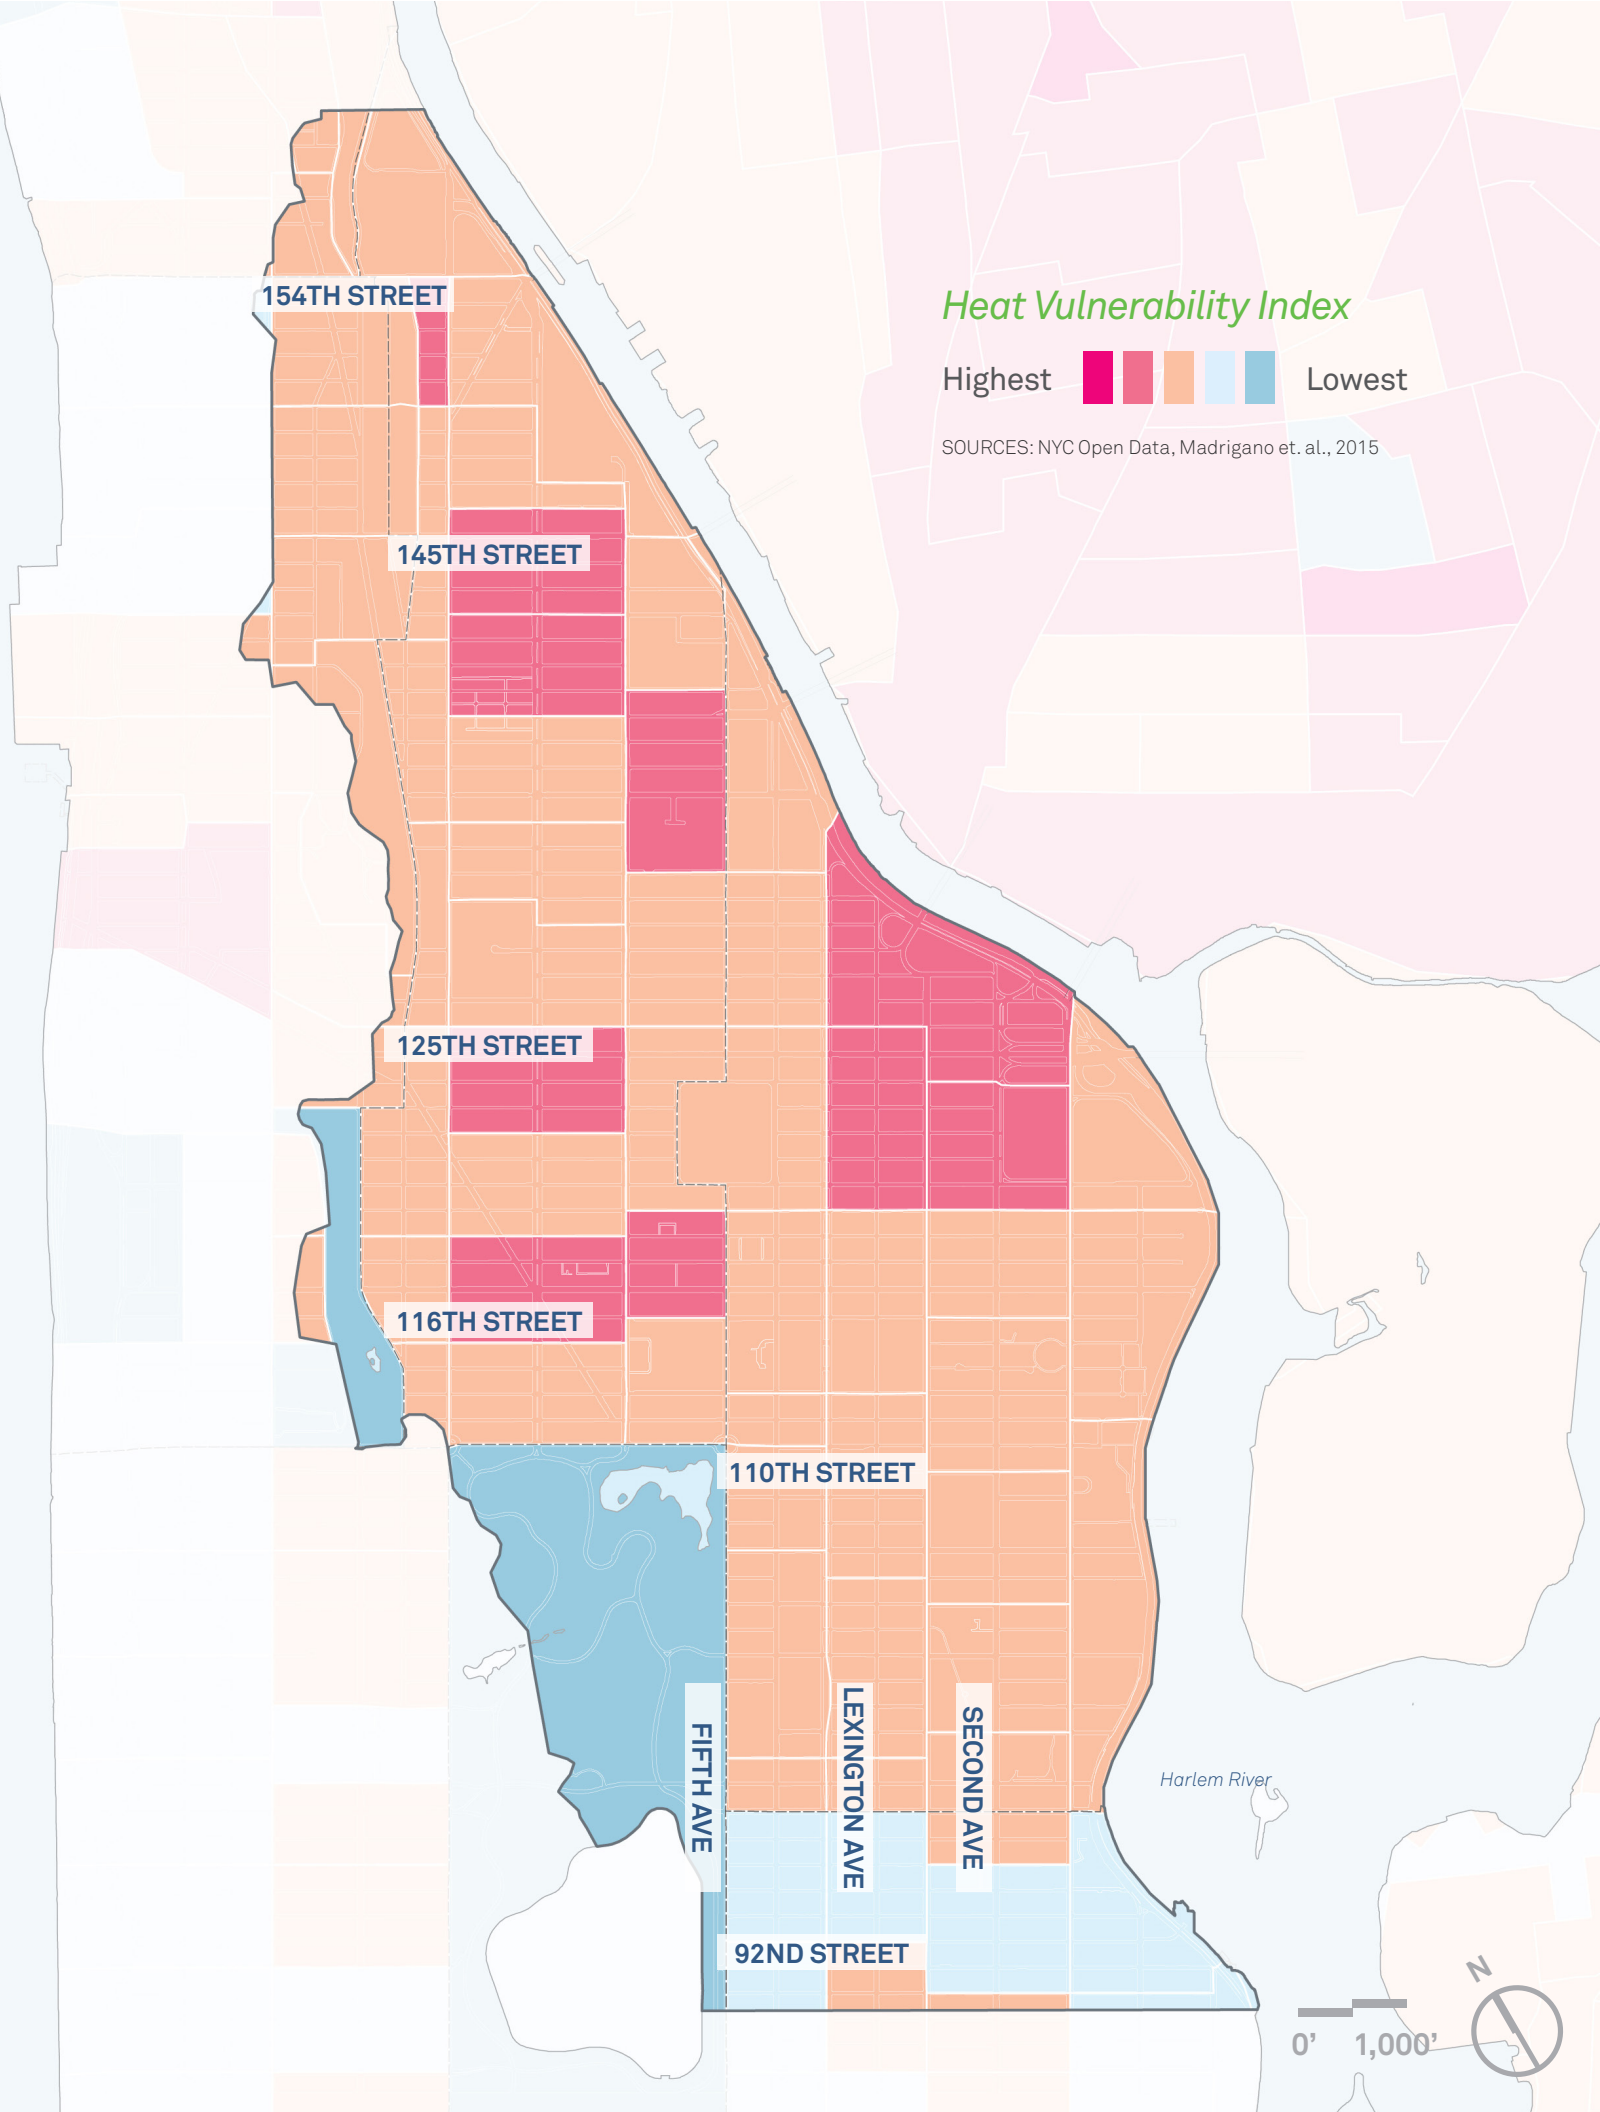 154TH STREET
Heat Vulnerability Index
Highest
Lowest
SOURCES: NYC Open Data, Madrigano et. al., 2015
145TH STREET
125TH STREET
116TH STREET
110TH STREET
FIFTH AVE
LEXINGTON AVE
SECOND AVE
Harlem River
92ND STREET
N
0’ 1,000’